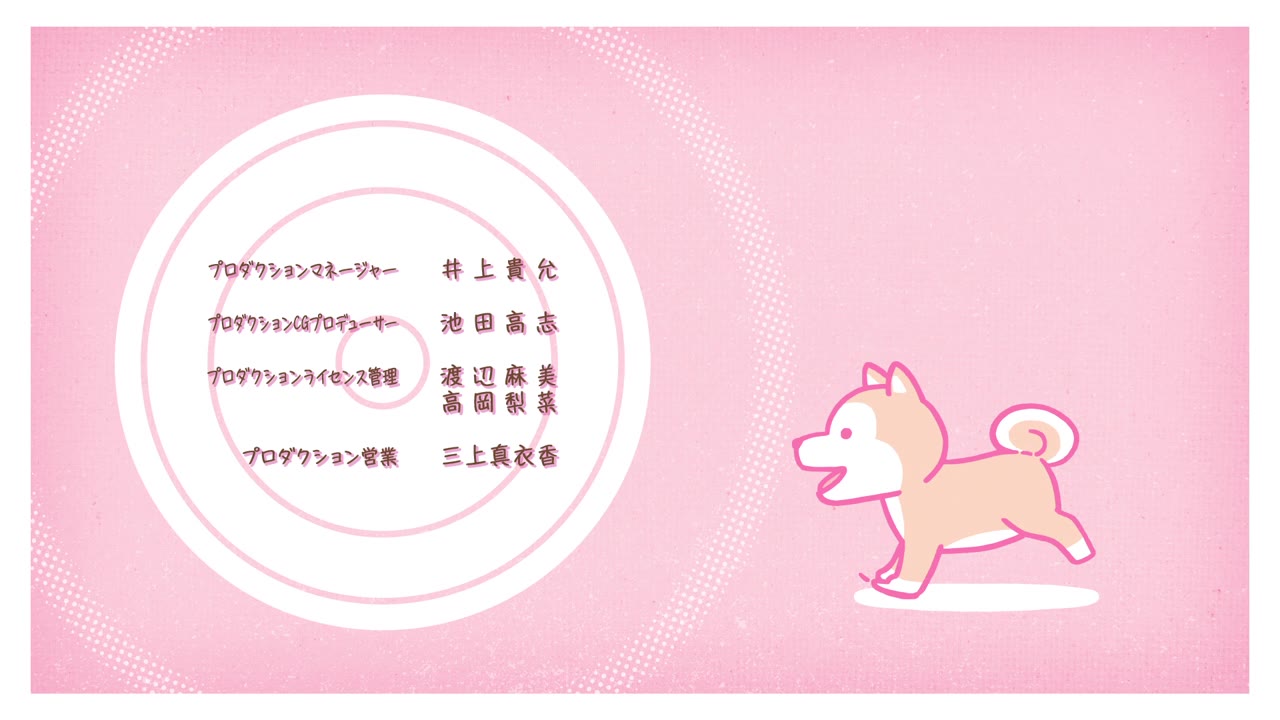 プロダクションマネージャー 井上貴允
プロダクションCGプロデューサー 池田高志
プロダクションライセンス管理 渡辺麻美
高岡梨菜
プロダクション営業 三上真衣香